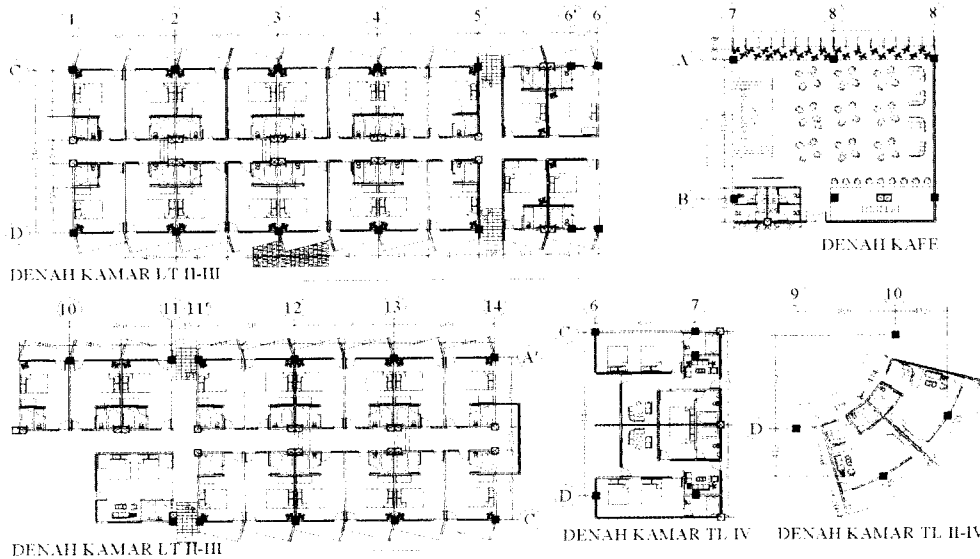 1 2 3 4 5 6' 6
C
D
DENAH KAMAR LT II-III
7 8 8
A
B
DENAH KAFE
10 11 11' 12 13 14
A'
C'
DENAH KAMAR LT II-III
6 7
C
D
DENAH KAMAR TL IV
9 10
D
DENAH KAMAR TL II-IV